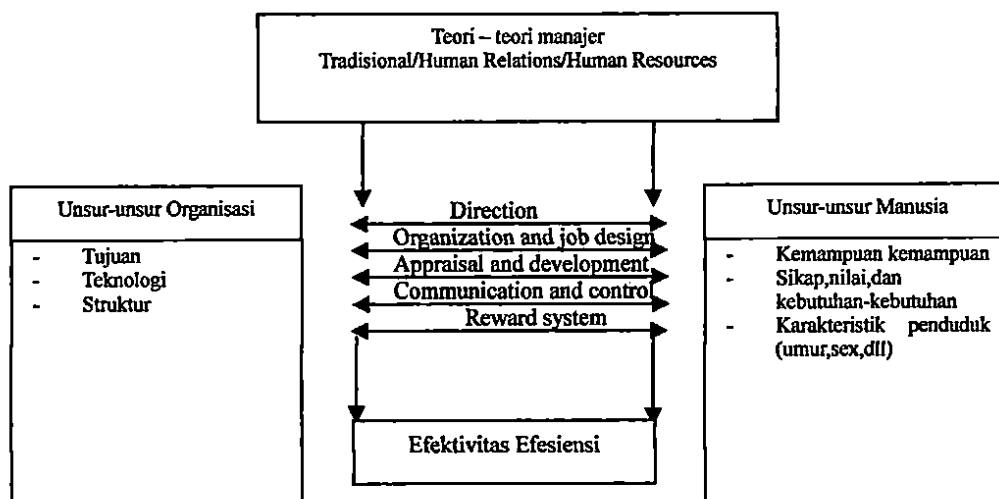 Teori – teori manajer
Tradisional/Human Relations/Human Resources
Unsur-unsur Organisasi
- Tujuan
- Teknologi
- Struktur
Direction
Organization and job design
Appraisal and development
Communication and control
Reward system
Unsur-unsur Manusia
- Kemampuan kemampuan
- Sikap,nilai,dan
kebutuhan-kebutuhan
- Karakteristik penduduk
(umur,sex,dll)
Efektivitas Efesiensi